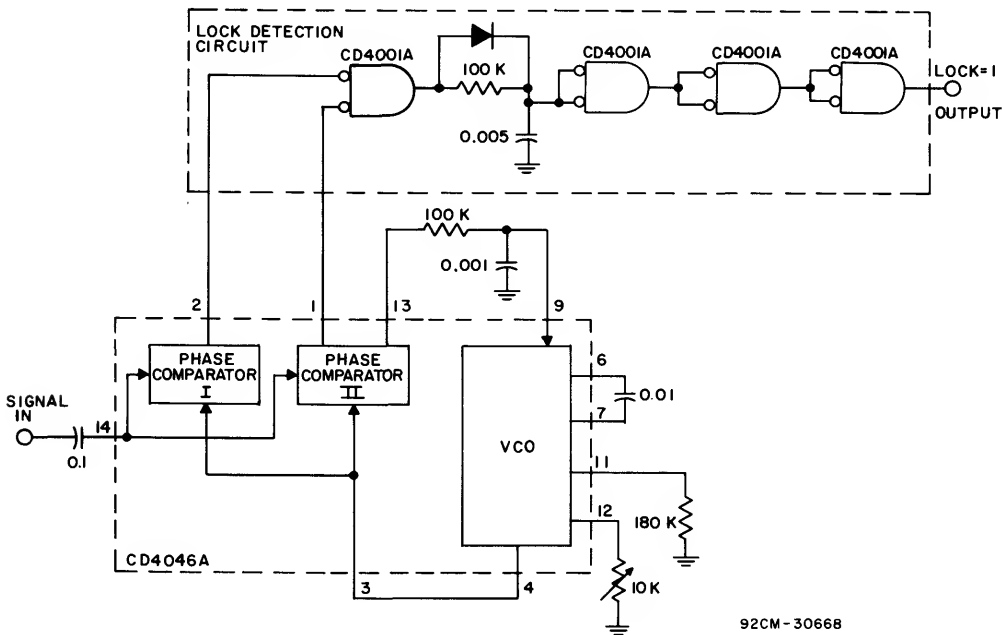 LOCK DETECTION
CIRCUIT
CD4001A
100 K
0.005
CD4001A
CD4001A
CD4001A
LOCK=1
OUTPUT
100 K
0.001
2
1
13
9
PHASE
COMPARATOR
I
PHASE
COMPARATOR
II
VCO
6
7
0.01
11
12
180 K
10K
SIGNAL
IN
0.1
14
CD4046A
3
4
92CM-30668